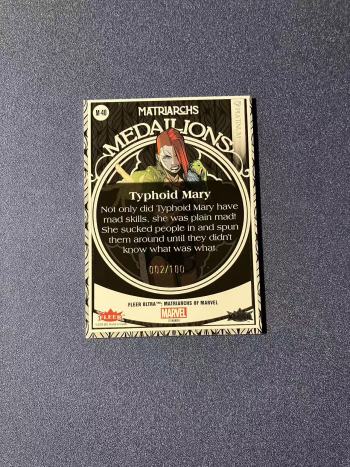 M-40
MATRIARCHS
MEDALLIONS
Typhoid Mary
Not only did Typhoid Mary have
mad skills, she was plain mad!
She sucked people in and spun
them around until they didn't
know what was what.
002/100
FLEER ULTRA™: MATRIARCHS OF MARVEL
FLEER
MARVEL